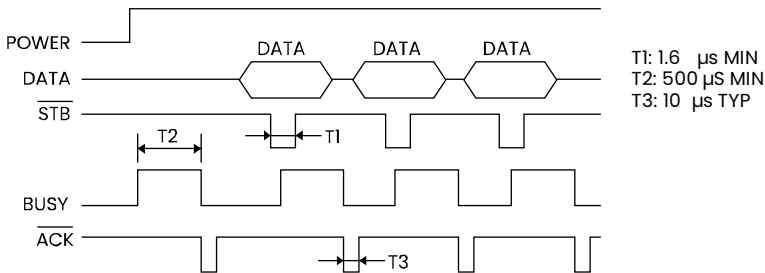 POWER
DATA DATA DATA
DATA
T1: 1.6 µs MIN
T2: 500 µS MIN
T3: 10 µs TYP
STB
T1
T2
BUSY
ACK
T3